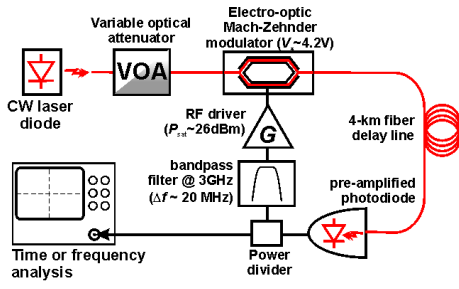 Variable optical
attenuator
Electro-optic
Mach-Zehnder
modulator (Vπ~4.2V)
VOA
CW laser
diode
RF driver
(Psat~26dBm)
G
4-km fiber
delay line
bandpass
filter @ 3GHz
(Δf ~ 20 MHz)
pre-amplified
photodiode
Power
divider
Time or frequency
analysis